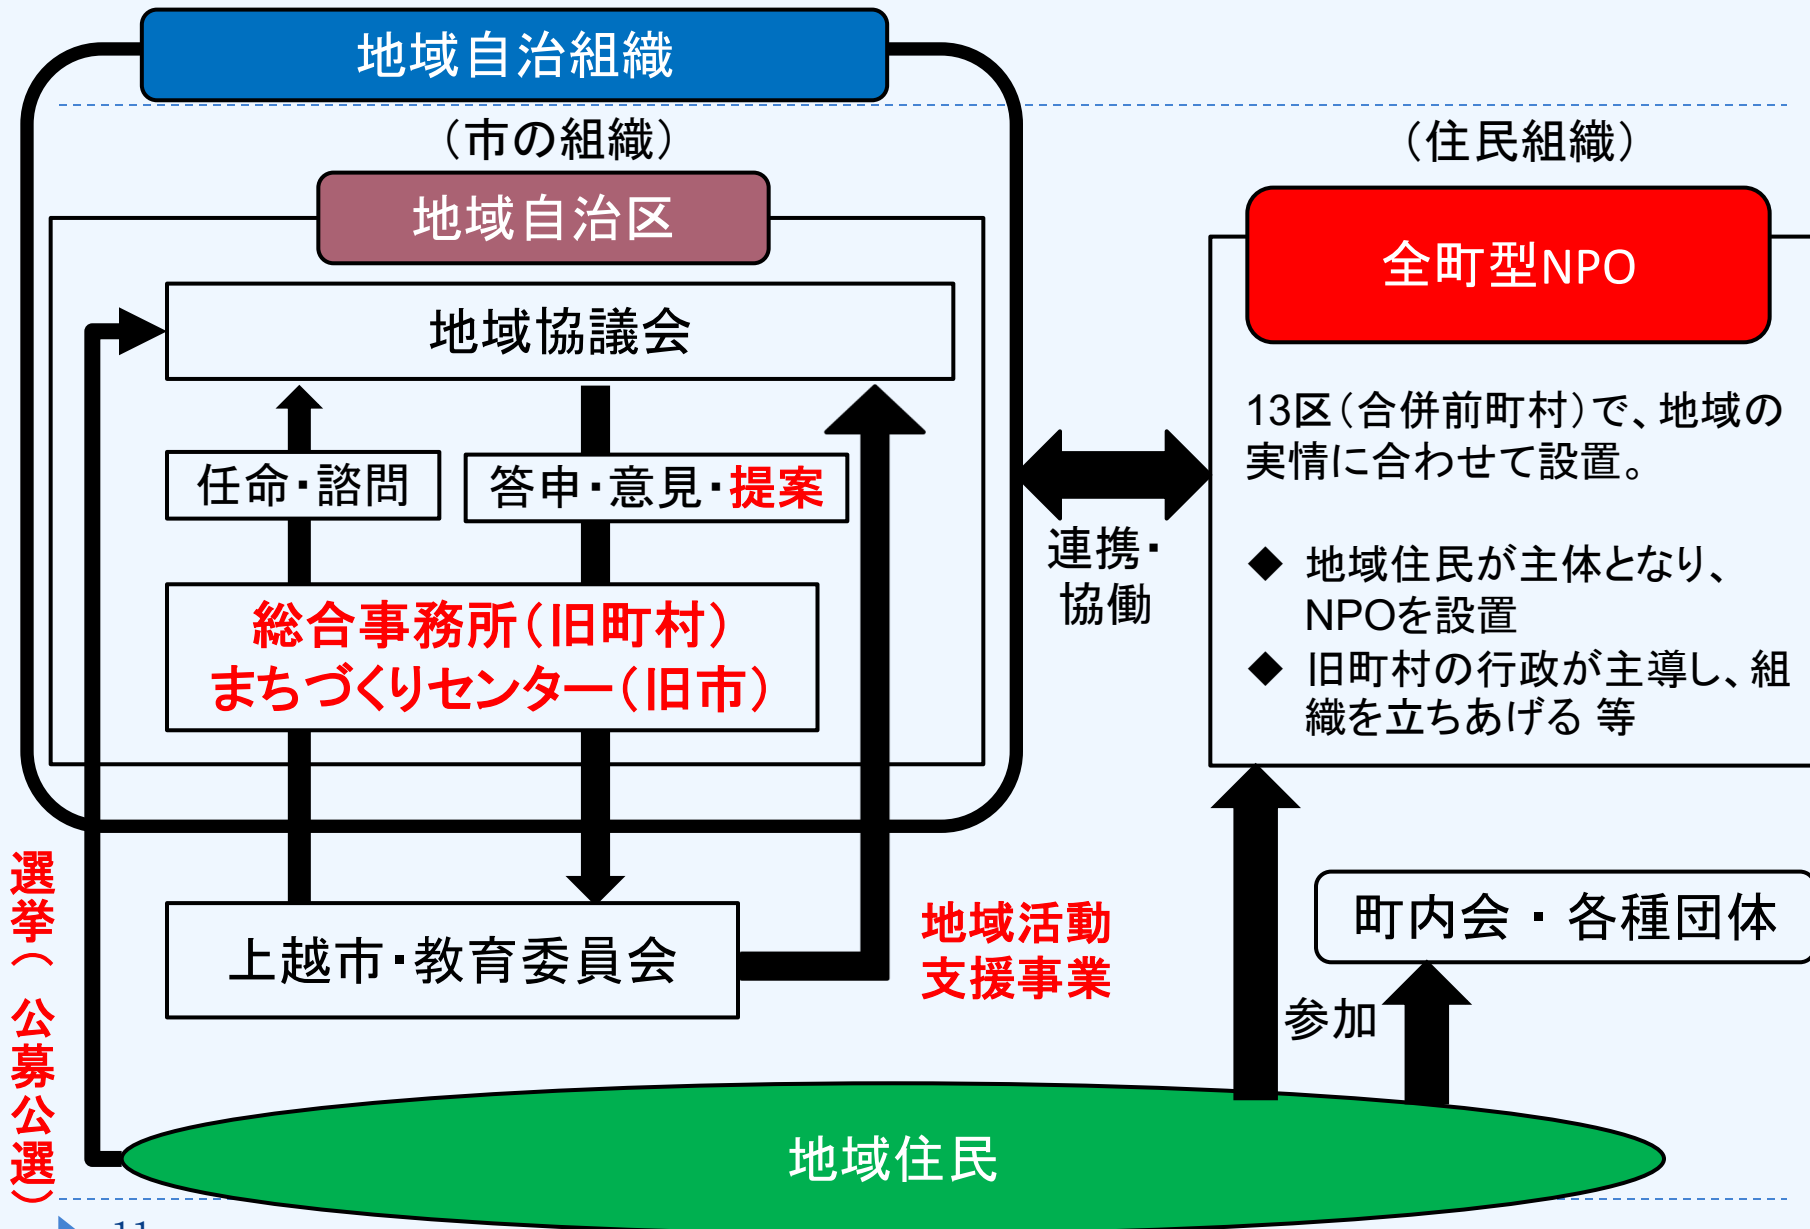 地域自治組織
（市の組織）
地域自治区
地域協議会
任命・諮問
答申・意見・提案
総合事務所（旧町村）
まちづくりセンター（旧市）
上越市・教育委員会
地域活動
支援事業
選挙（公募公選）
連携・
協働
（住民組織）
全町型NPO
13区（合併前町村）で、地域の
実情に合わせて設置。
◆ 地域住民が主体となり、
NPOを設置
◆ 旧町村の行政が主導し、組
織を立ちあげる 等
町内会・各種団体
参加
地域住民
11